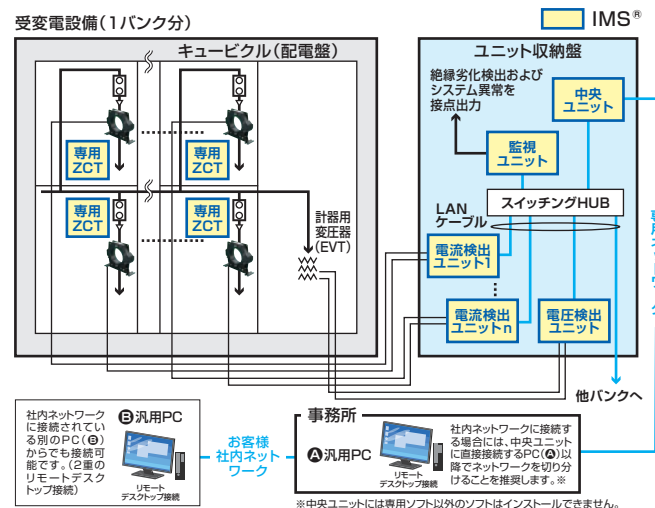 受変電設備(1バンク分)
IMS®
キュービクル(配電盤)
専用
ZCT
専用
ZCT
専用
ZCT
専用
ZCT
計器用
変圧器
(EVT)
ユニット収納盤
絶縁劣化検出および
システム異常を
接点出力
中央
ユニット
監視
ユニット
スイッチングHUB
LAN
ケーブル
電流検出
ユニット1
電流検出
ユニットn
電圧検出
ユニット
他バンクへ
社内ネットワーク
に接続されてい
る別のPC(B)
からでも接続可
能です。(2重の
リモートデスク
トップ接続)
B汎用PC
リモート
デスクトップ接続
お客様
社内ネット
ワーク
事務所
A汎用PC
リモート
デスクトップ接続
社内ネットワークに接続す
る場合には、中央ユニット
に直接接続するPC(A)以
降でネットワークを切り分
けることを推奨します。※
※中央ユニットには専用ソフト以外のソフトはインストールできません。